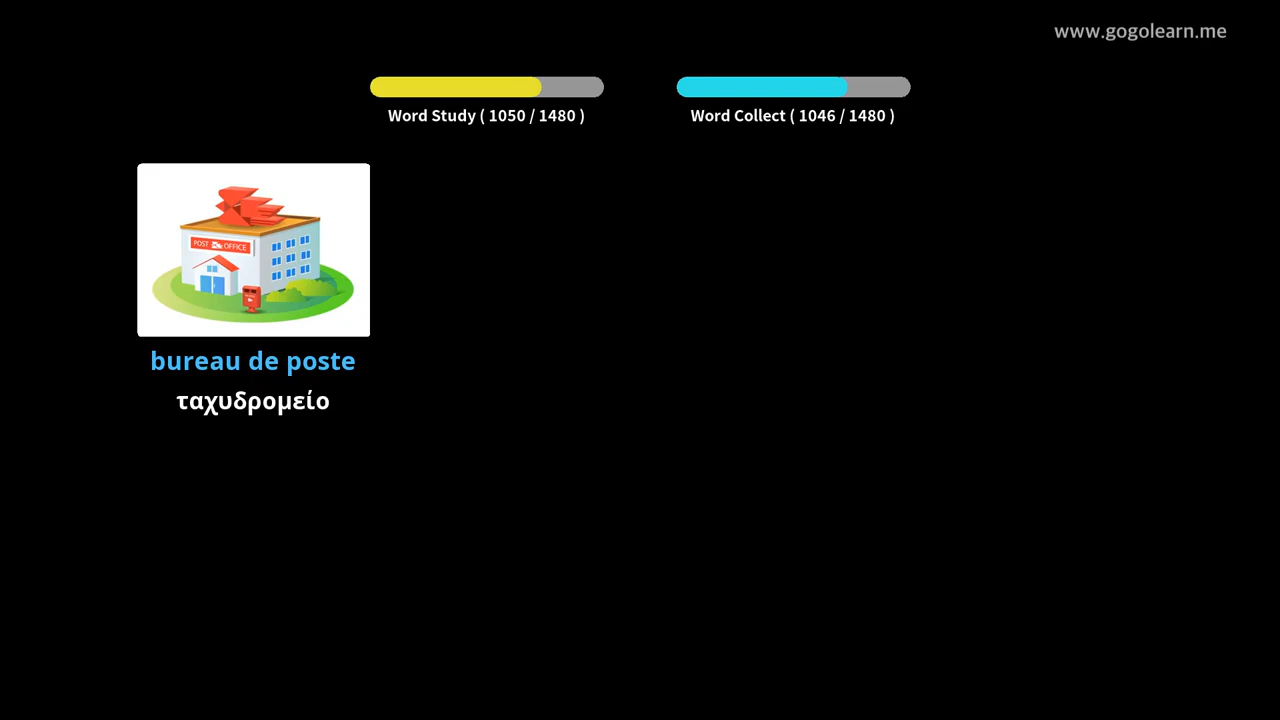 www.gogolearn.me
Word Study ( 1050 / 1480 )
Word Collect ( 1046 / 1480 )
POST OFFICE
bureau de poste
ταχυδρομείο